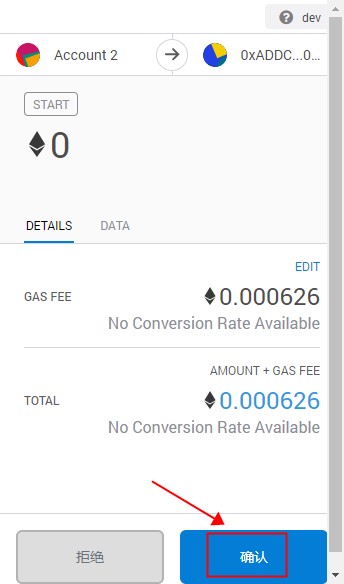 ? dev
Account 2
0xADDC...0...
START
0
DETAILS DATA
EDIT
GAS FEE 0.000626
No Conversion Rate Available
AMOUNT + GAS FEE
TOTAL 0.000626
No Conversion Rate Available
拒绝 确认